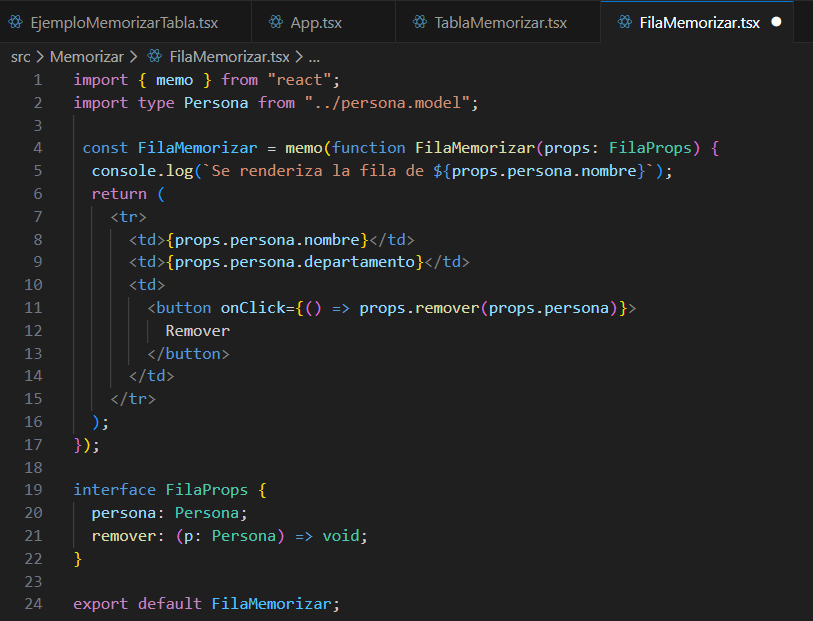 EjemploMemorizarTabla.tsx App.tsx TablaMemorizar.tsx FilaMemorizar.tsx
src > Memorizar > FilaMemorizar.tsx > ...
1 import { memo } from "react";
2 import type Persona from "../persona.model";
3
4  const FilaMemorizar = memo(function FilaMemorizar(props: FilaProps) {
5   console.log(`Se renderiza la fila de ${props.persona.nombre}`);
6   return (
7     <tr>
8       <td>{props.persona.nombre}</td>
9       <td>{props.persona.departamento}</td>
10       <td>
11         <button onClick={() => props.remover(props.persona)}>
12           Remover
13         </button>
14       </td>
15     </tr>
16   );
17 });
18
19 interface FilaProps {
20   persona: Persona;
21   remover: (p: Persona) => void;
22 }
23
24 export default FilaMemorizar;